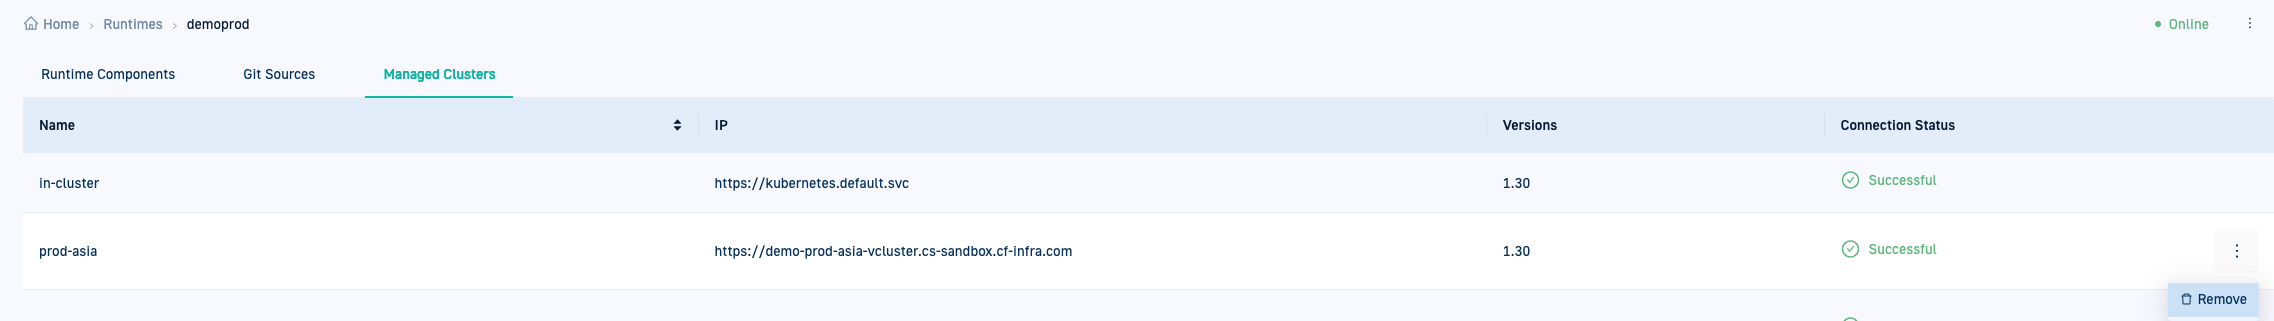 Home > Runtimes > demoprod
Online
Runtime Components Git Sources Managed Clusters
Name IP Versions Connection Status
in-cluster https://kubernetes.default.svc 1.30 Successful
prod-asia https://demo-prod-asia-vcluster.cs-sandbox.cf-infra.com 1.30 Successful
Remove